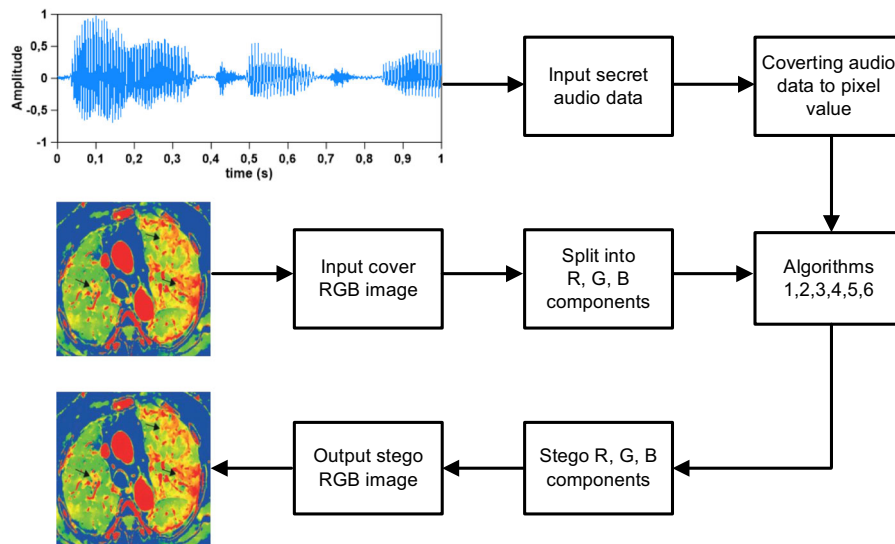 1
0,5
0
-0,5
-1
Amplitude
0
0,1
0,2
0,3
0,4
0,5
0,6
0,7
0,8
0,9
1
time (s)
Input secret
audio data
Coverting audio
data to pixel
value
Input cover
RGB image
Split into
R, G, B
components
Algorithms
1,2,3,4,5,6
Output stego
RGB image
Stego R, G, B
components